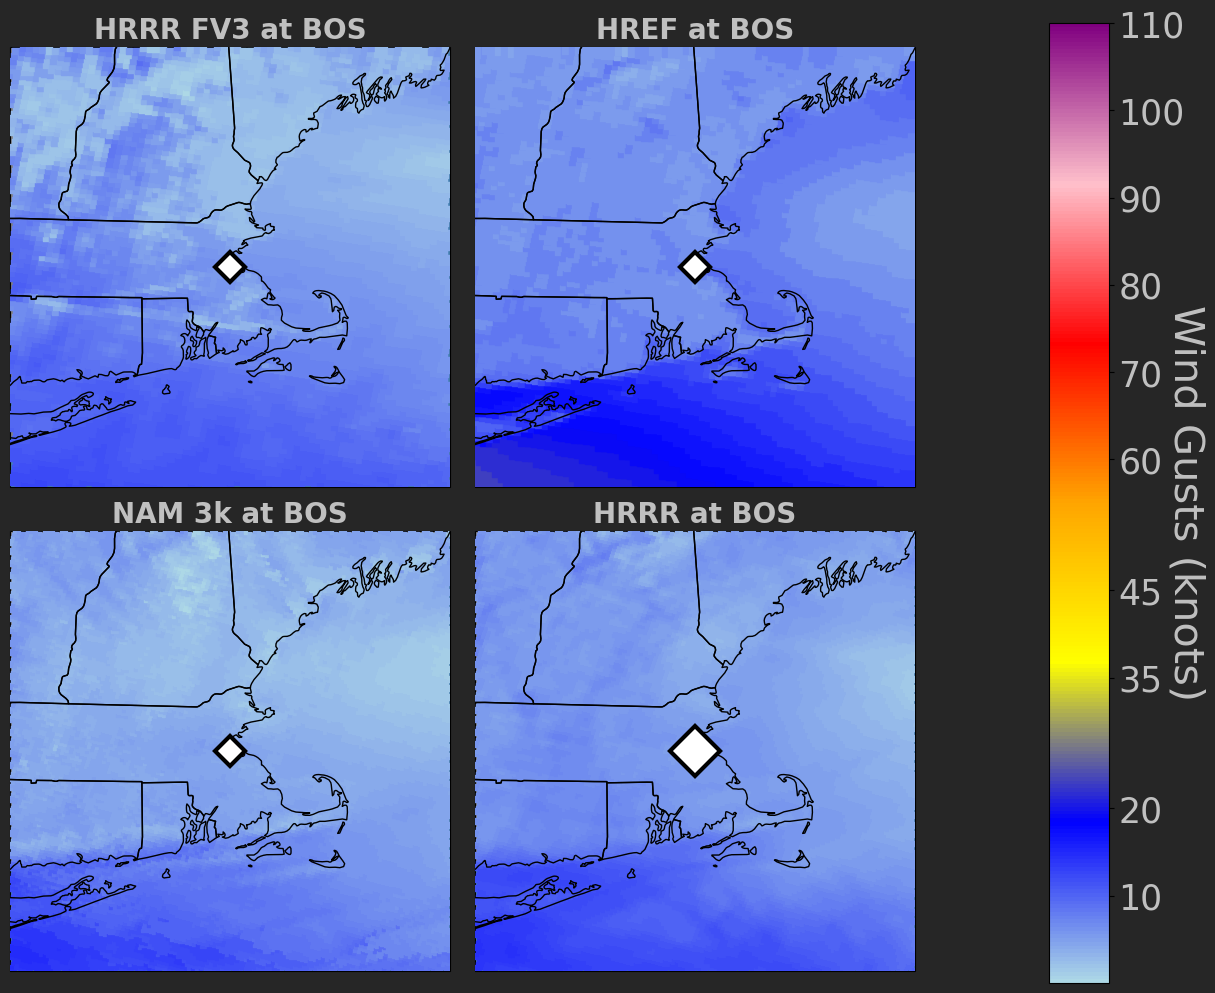 HRRR FV3 at BOS
HREF at BOS
NAM 3k at BOS
HRRR at BOS
110
100
90
80
70
60
45
35
20
10
Wind Gusts (knots)